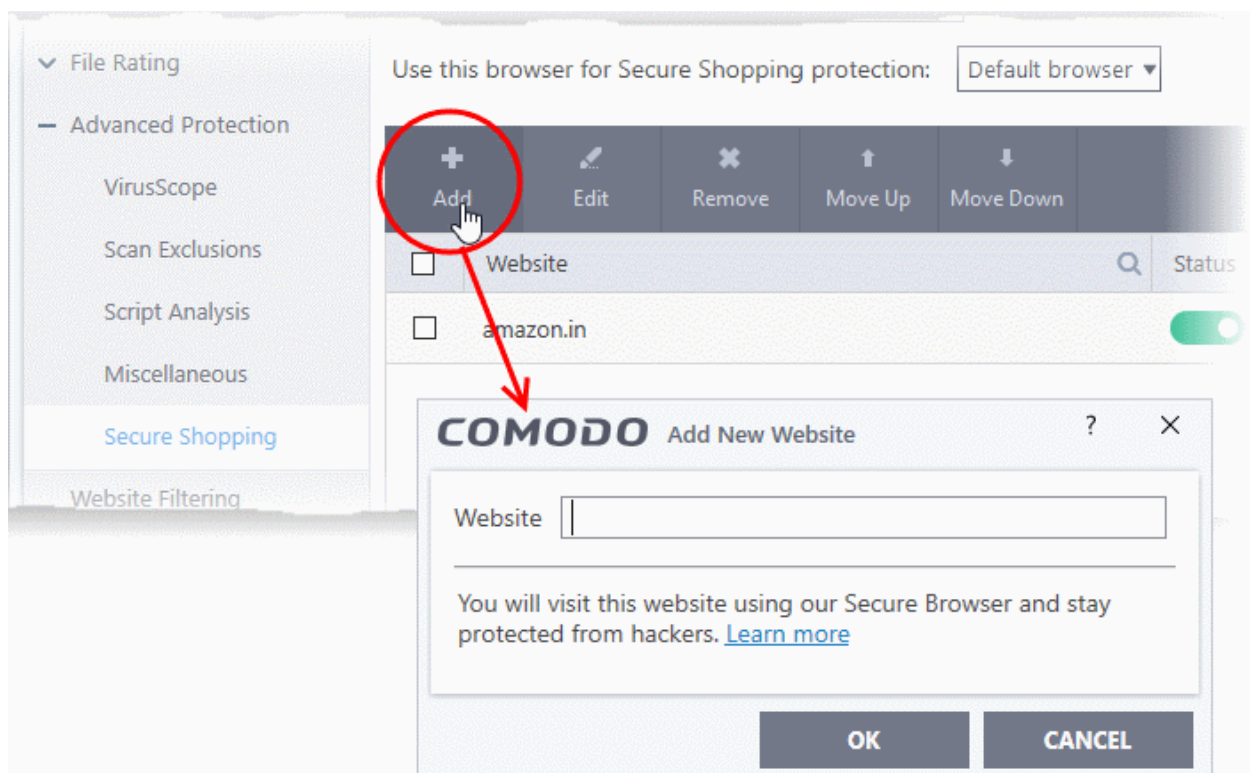 File Rating
Advanced Protection
VirusScope
Scan Exclusions
Script Analysis
Miscellaneous
Secure Shopping
Website Filtering
Use this browser for Secure Shopping protection: Default browser
Add Edit Remove Move Up Move Down
Website Status
amazon.in
COMODO Add New Website ?
Website
You will visit this website using our Secure Browser and stay
protected from hackers. Learn more
OK CANCEL